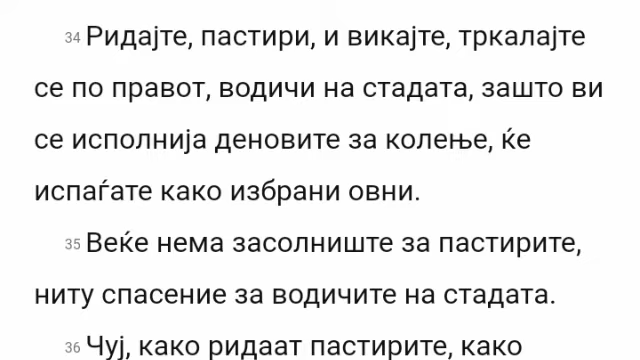 34 Ридајте, пастири, и викајте, тркалајте
се по правот, водичи на стадата, зашто ви
се исполнија деновите за колење, ќе
испаѓате како избрани овни.
35 Веќе нема засолниште за пастирите,
ниту спасение за водичите на стадата.
36 Чуј, како ридаат пастирите, како